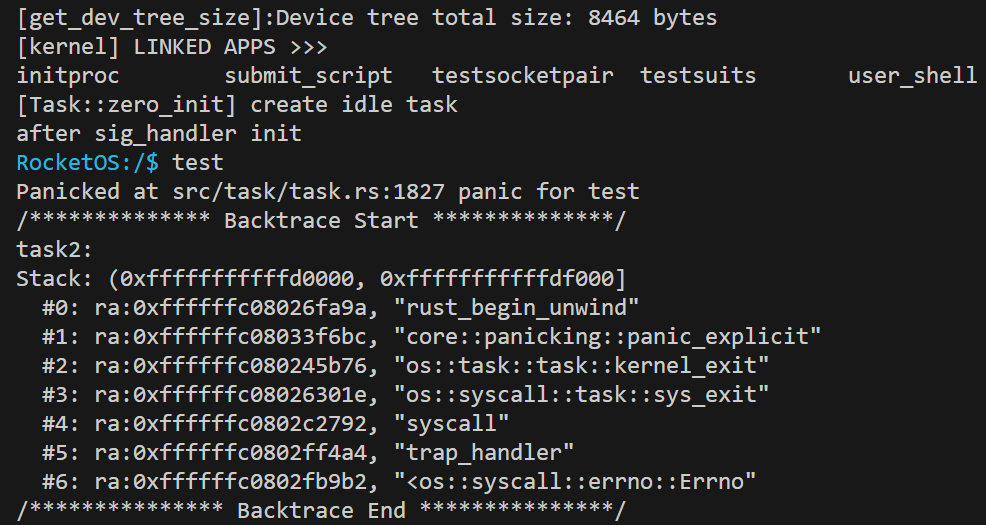 [get_dev_tree_size]:Device tree total size: 8464 bytes
[kernel] LINKED APPS >>>
initproc        submit_script   testsocketpair  testsuits       user_shell
[Task::zero_init] create idle task
after sig_handler init
RocketOS:/$ test
Panicked at src/task/task.rs:1827 panic for test
/************** Backtrace Start **************/
task2:
Stack: (0xfffffffffffd0000, 0xfffffffffffdf000]
  #0: ra:0xffffffc08026fa9a, "rust_begin_unwind"
  #1: ra:0xffffffc08033f6bc, "core::panicking::panic_explicit"
  #2: ra:0xffffffc080245b76, "os::task::task::kernel_exit"
  #3: ra:0xffffffc08026301e, "os::syscall::task::sys_exit"
  #4: ra:0xffffffc0802c2792, "syscall"
  #5: ra:0xffffffc0802ff4a4, "trap_handler"
  #6: ra:0xffffffc0802fb9b2, "<os::syscall::errno::Errno"
/*************** Backtrace End ***************/